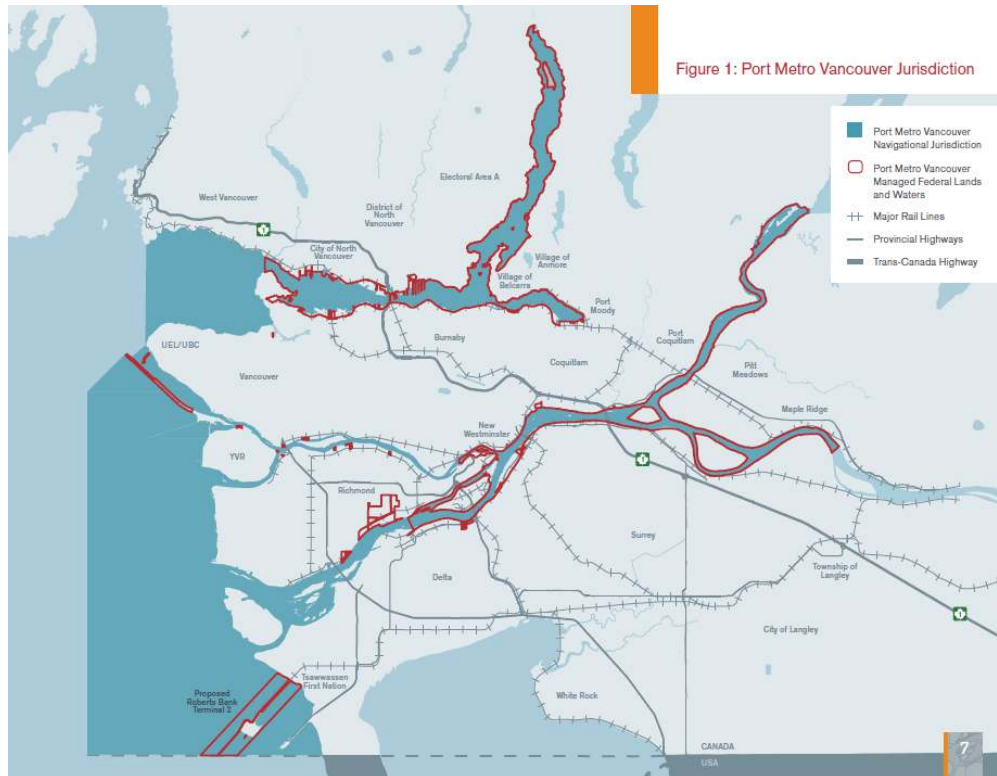 Figure 1: Port Metro Vancouver Jurisdiction
Port Metro Vancouver
Navigational Jurisdiction
Port Metro Vancouver
Managed Federal Lands
and Waters
Major Rail Lines
Provincial Highways
Trans-Canada Highway
Electoral Area A
West Vancouver
District of
North
Vancouver
1
City of North
Vancouver
Village of
Anmore
Village of
Belcarra
Port
Moody
UEL/UBC
Burnaby
Port
Coquitlam
Coquitlam
Vancouver
Pitt
Meadows
Maple Ridge
New
Westminster
YVR
1
Richmond
Surrey
Delta
Township of
Langley
1
City of Langley
Tsawwassen
First Nation
Proposed
Roberts Bank
Terminal 2
White Rock
CANADA
USA
7